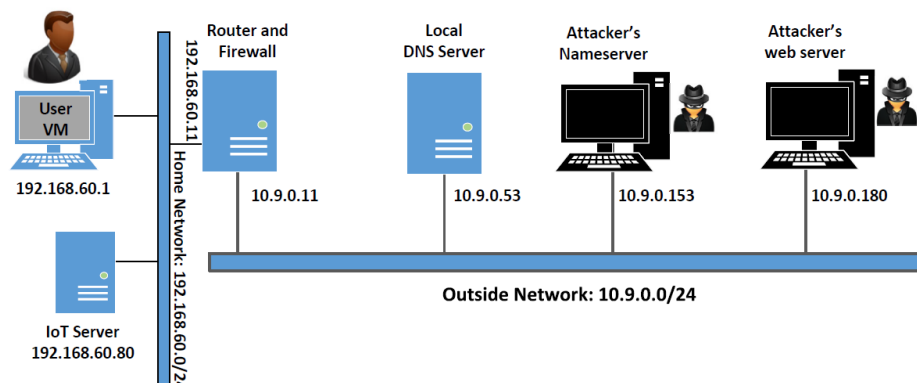 Router and
Firewall
Local
DNS Server
Attacker's
Nameserver
Attacker's
web server
User
VM
192.168.60.1
192.168.60.11
10.9.0.11
10.9.0.53
10.9.0.153
10.9.0.180
Home Network: 192.168.60.0/24
Outside Network: 10.9.0.0/24
IoT Server
192.168.60.80